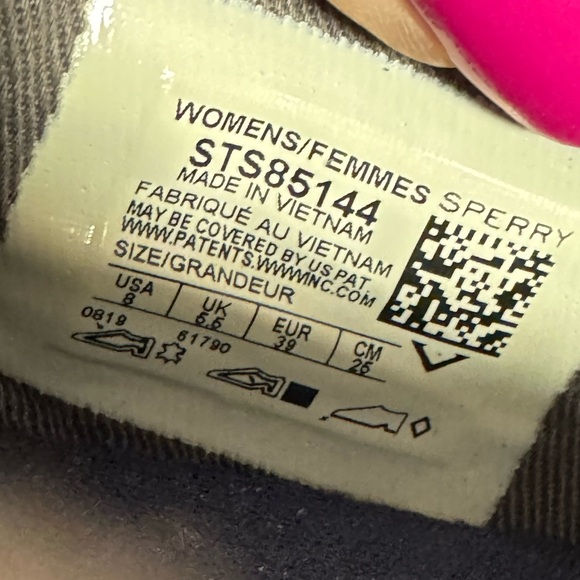 WOMENS/FEMMES SPERRY
STS85144
MADE IN VIETNAM
FABRIQUÉ AU VIETNAM
MAY BE COVERED BY US PAT.
WWW.PATENTS.WWWINC.COM
SIZE/GRANDEUR
USA UK EUR CM
8 5.5 39 25
0819 61790